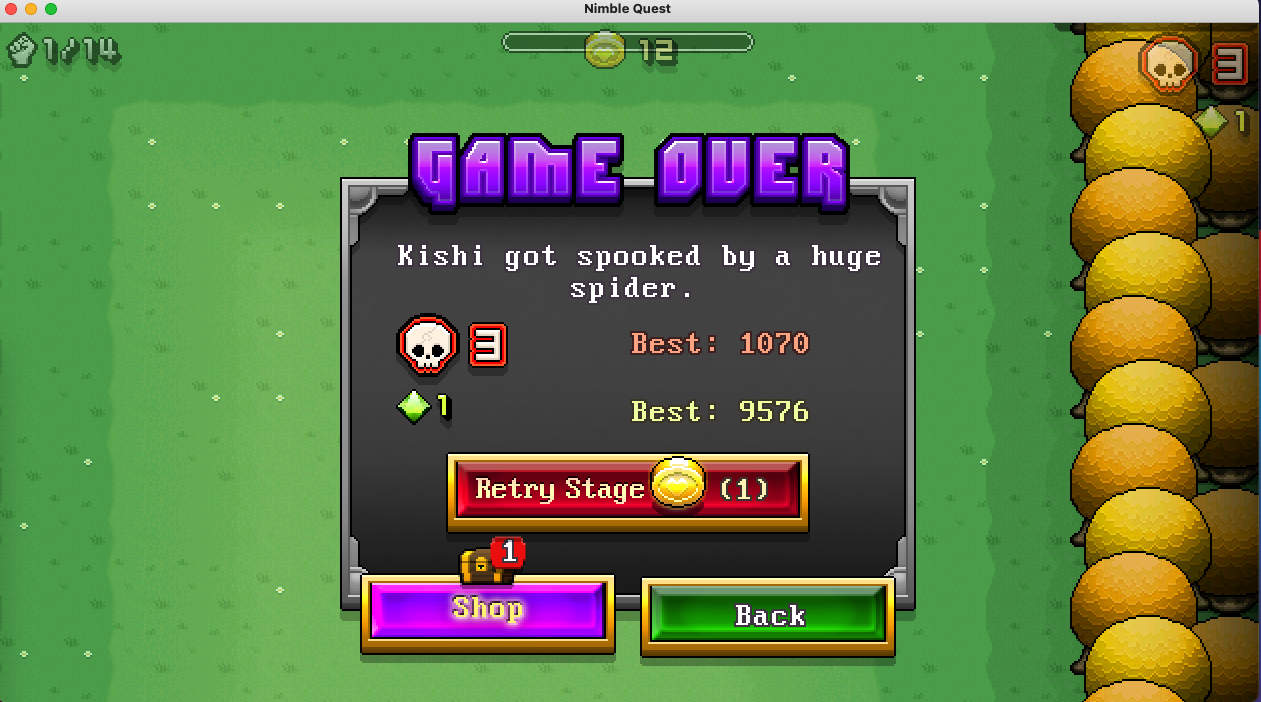 Nimble Quest
1/14
12
3
1
GAME OVER
Kishi got spooked by a huge
spider.
3
Best: 1070
1
Best: 9576
Retry Stage (1)
1
Shop
Back